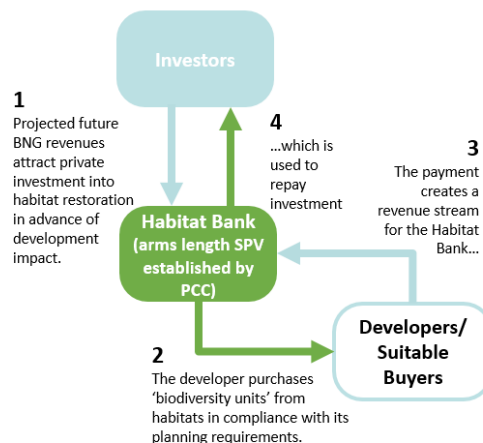 Investors
1
Projected future
BNG revenues
attract private
investment into
habitat restoration
in advance of
development
impact.
4
...which is
used to
repay
investment
3
The payment
creates a
revenue stream
for the Habitat
Bank...
Habitat Bank
(arms length SPV
established by
PCC)
Developers/
Suitable
Buyers
2
The developer purchases
‘biodiversity units’ from
habitats in compliance with its
planning requirements.